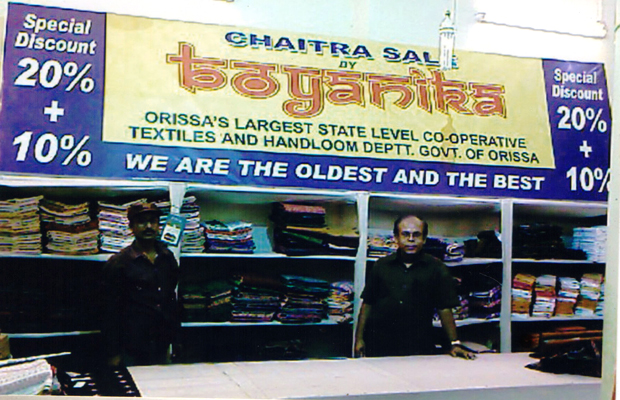 Special
Discount
20%
+
10%
CHAITRA SALE
BY
boyanika
ORISSA'S LARGEST STATE LEVEL CO-OPERATIVE
TEXTILES AND HANDLOOM DEPTT. GOVT. OF ORISSA
WE ARE THE OLDEST AND THE BEST
Special
Discount
20%
+
10%